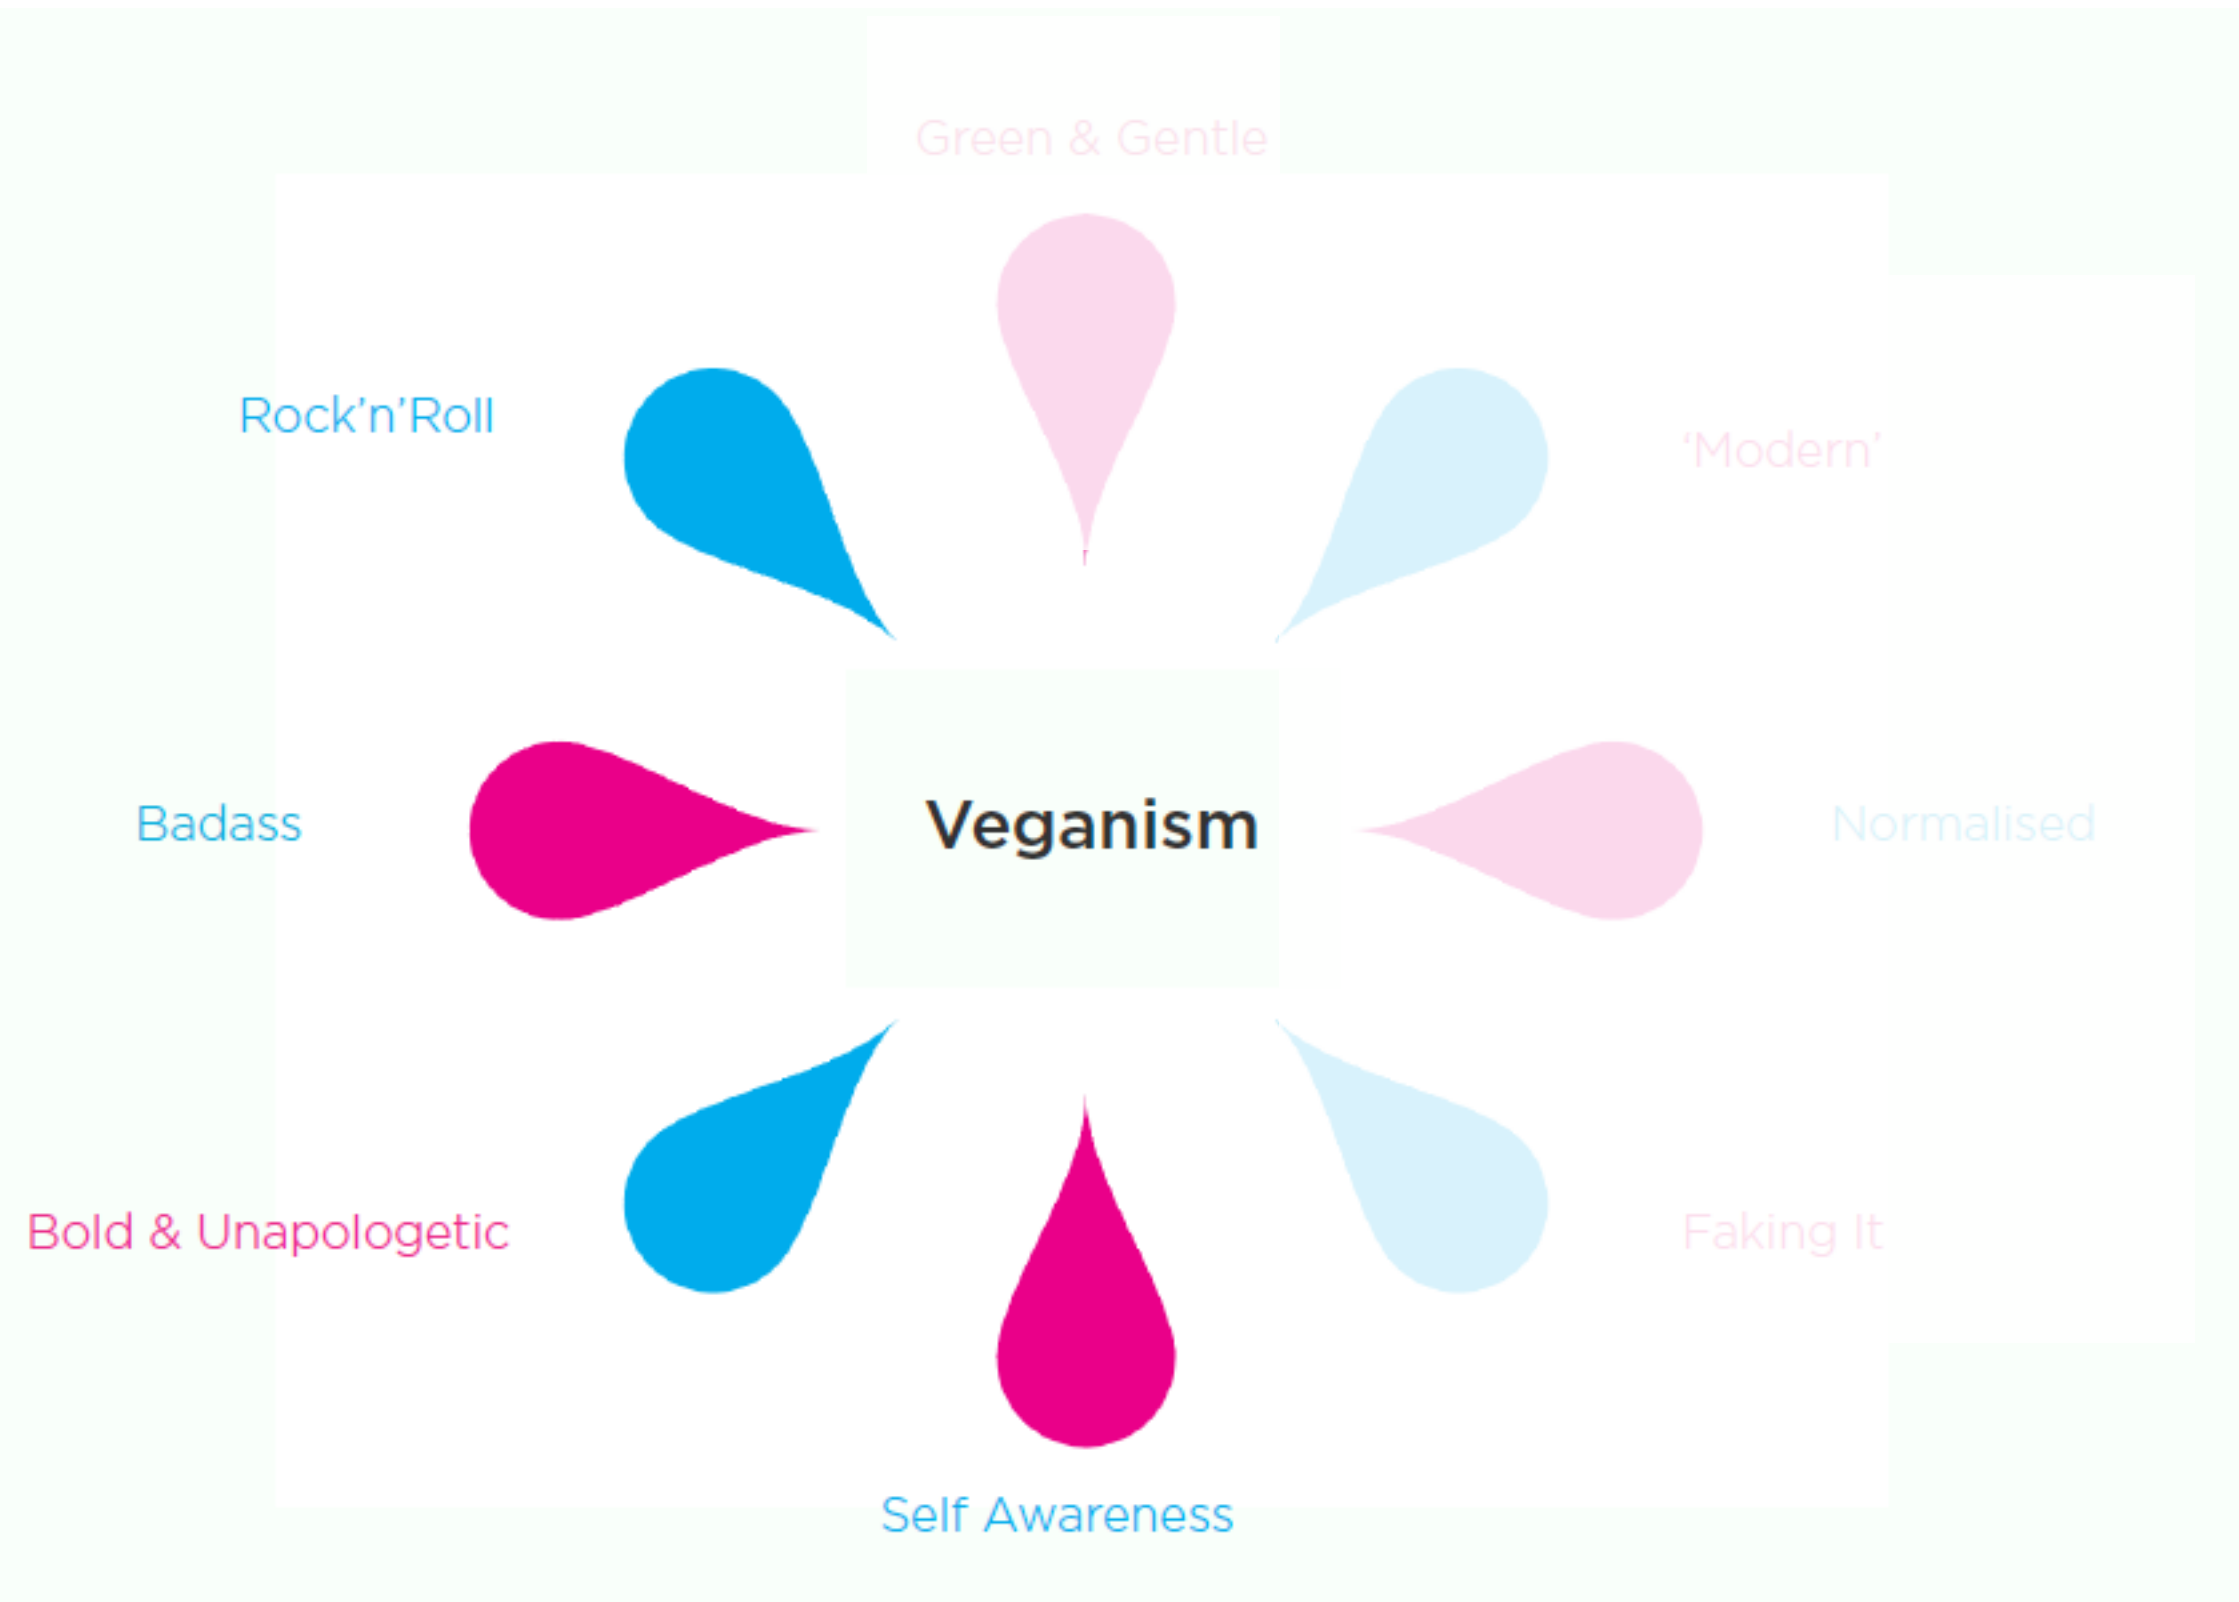 Green & Gentle
Rock’n’Roll
‘Modern’
Badass
Veganism
Normalised
Bold & Unapologetic
Faking It
Self Awareness